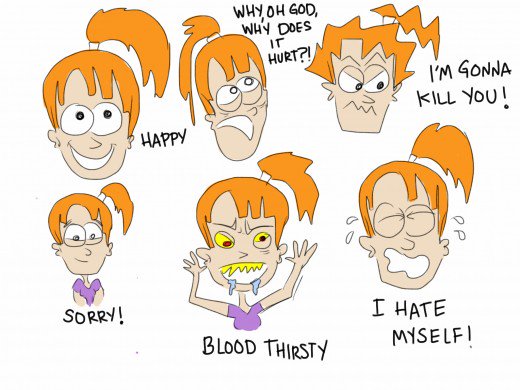 HAPPY
WHY, OH GOD,
WHY DOES
IT
HURT?!
I'M GONNA
KILL YOU!
SORRY!
BLOOD THIRSTY
I HATE
MYSELF!